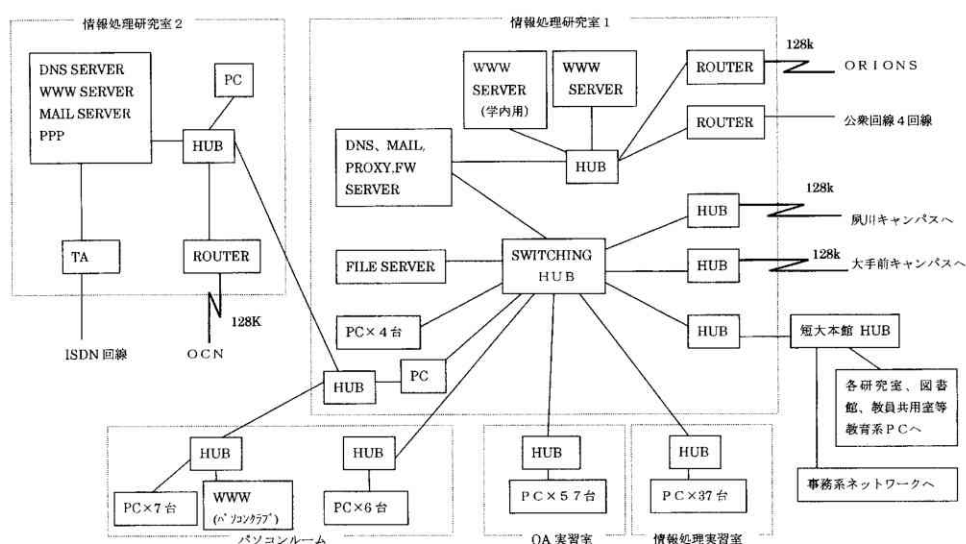 情報処理研究室2
DNS SERVER
WWW SERVER
MAIL SERVER
PPP
PC
HUB
TA
ROUTER
128K
ISDN回線
OCN
情報処理研究室1
WWW
SERVER
(学内用)
WWW
SERVER
ROUTER
128k
ORIONS
ROUTER
公衆回線4回線
HUB
DNS、MAIL,
PROXY,FW
SERVER
HUB
128k
夙川キャンパスへ
SWITCHING
HUB
FILE SERVER
HUB
128k
大手前キャンパスへ
PC×4台
HUB
短大本館 HUB
HUB
PC
各研究室、図書
館、教員共用室等
教育系PCへ
事務系ネットワークへ
HUB
PC×7台
WWW
(パソコンクラブ)
HUB
PC×6台
パソコンルーム
HUB
PC×57台
OA実習室
HUB
PC×37台
情報処理実習室